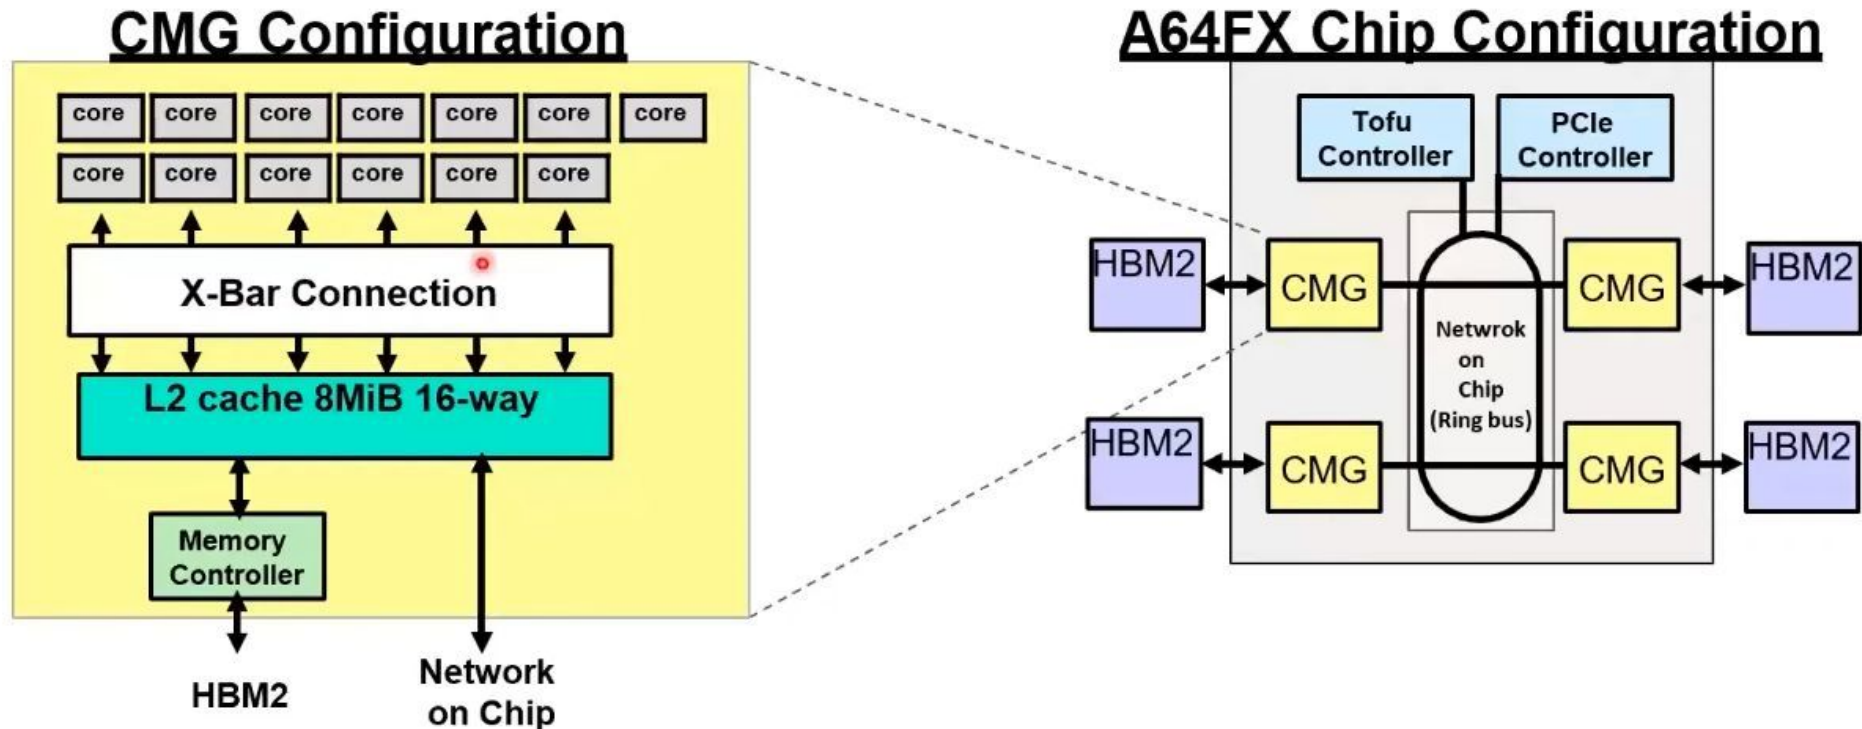 CMG Configuration
core core core core core core core
core core core core core core
X-Bar Connection
L2 cache 8MiB 16-way
Memory
Controller
HBM2
Network
on Chip
A64FX Chip Configuration
Tofu
Controller
PCIe
Controller
HBM2
CMG
CMG
HBM2
Netwrok
on
Chip
(Ring bus)
HBM2
CMG
CMG
HBM2